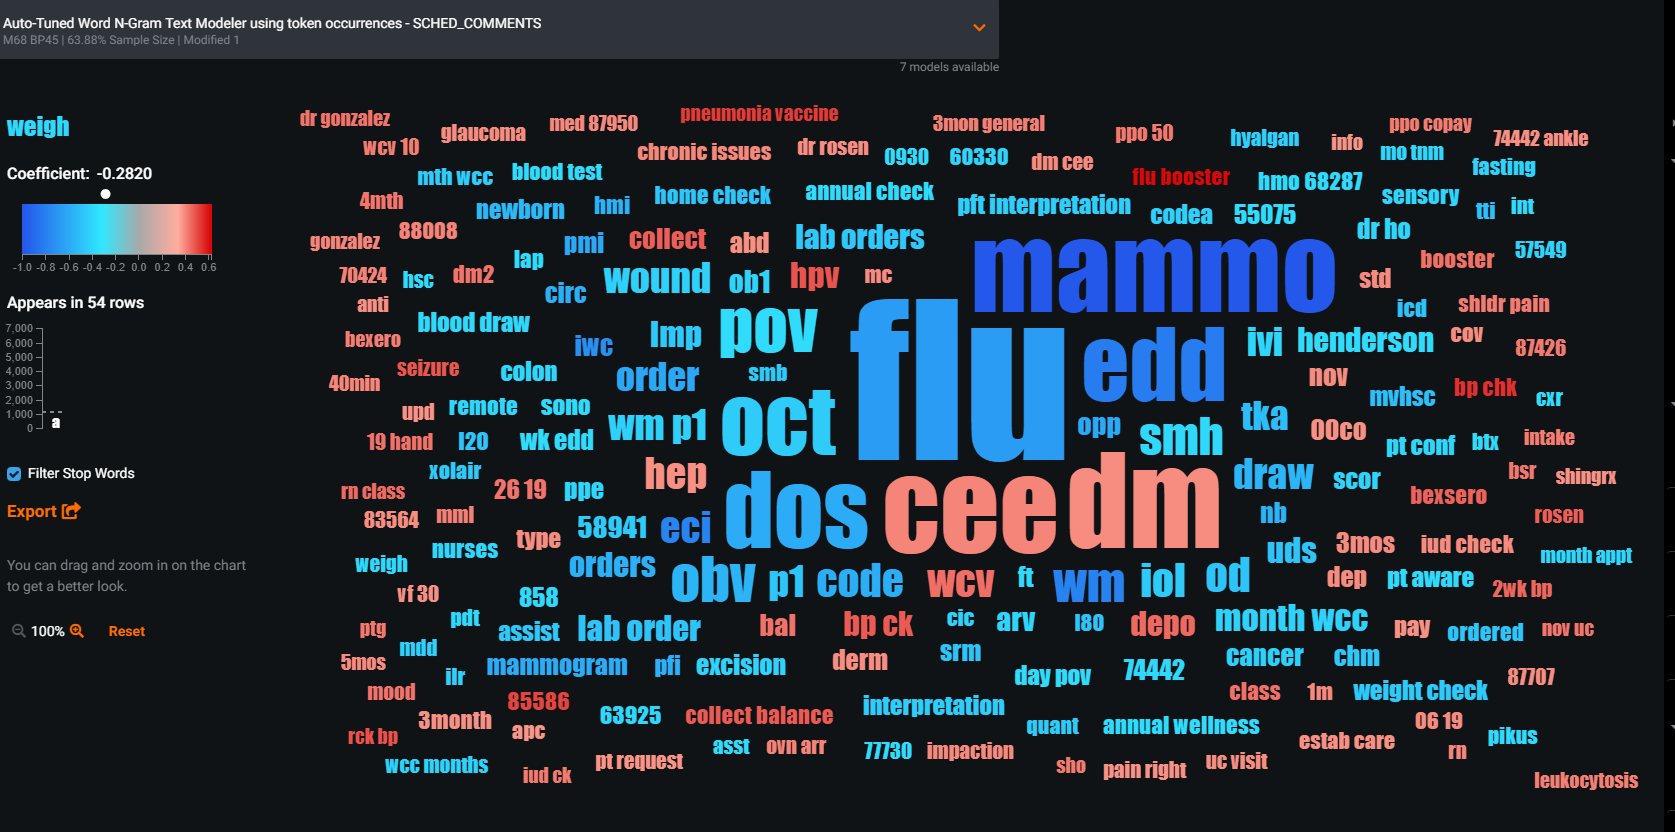 Auto-Tuned Word N-Gram Text Modeler using token occurrences - SCHED_COMMENTS
M68 BP45 | 63.88% Sample Size | Modified 1
7 models available
weigh
Coefficient: -0.2820
-1.0 -0.8 -0.6 -0.4 -0.2 0.0 0.2 0.4 0.6
Appears in 54 rows
7,000
6,000
5,000
4,000
3,000
2,000
1,000
0
a
Filter Stop Words
Export
You can drag and zoom in on the chart
to get a better look.
100%
Reset
dr gonzalez
glaucoma
med 87950
pneumonia vaccine
3mon general
ppo 50
hyalgan
info
ppo copay
74442 ankle
wcv 10
chronic issues
dr rosen
0930
60330
dm cee
mo tnm
fasting
mth wcc
blood test
flu booster
hmo 68287
4mth
newborn
hmi
home check
annual check
pft interpretation
codea
55075
sensory
tti
int
gonzalez
88008
pmi
collect
abd
lab orders
mammo
dr ho
57549
70424
hsc
dm2
lap
wound
ob1
hpv
mc
std
booster
anti
circ
icd
shldr pain
bexero
blood draw
iwc
lmp
pov
flu
edd
ivi
henderson
cov
87426
40min
seizure
colon
order
smb
nov
mvhsc
bp chk
cxr
upd
remote
sono
wm p1
oct
opp
smh
tka
00co
pt conf
btx
intake
19 hand
l20
wk edd
xolair
hep
draw
scor
bsr
shingrx
rn class
26 19
ppe
dos
cee
dm
bexsero
83564
mml
type
58941
eci
nb
rosen
weigh
nurses
orders
uds
3mos
iud check
month appt
vf 30
858
obv
p1
code
wcv
ft
wm
iol
od
dep
pt aware
2wk bp
ptg
pdt
assist
lab order
bal
bp ck
cic
arv
l80
depo
month wcc
pay
ordered
nov uc
5mos
mdd
ilr
mammogram
pfi
excision
derm
srm
day pov
74442
cancer
chm
87707
mood
85586
class
1m
weight check
rck bp
3month
apc
63925
collect balance
interpretation
quant
annual wellness
06 19
pikus
wcc months
iud ck
pt request
asst
ovn arr
77730
impaction
sho
pain right
uc visit
estab care
rn
leukocytosis